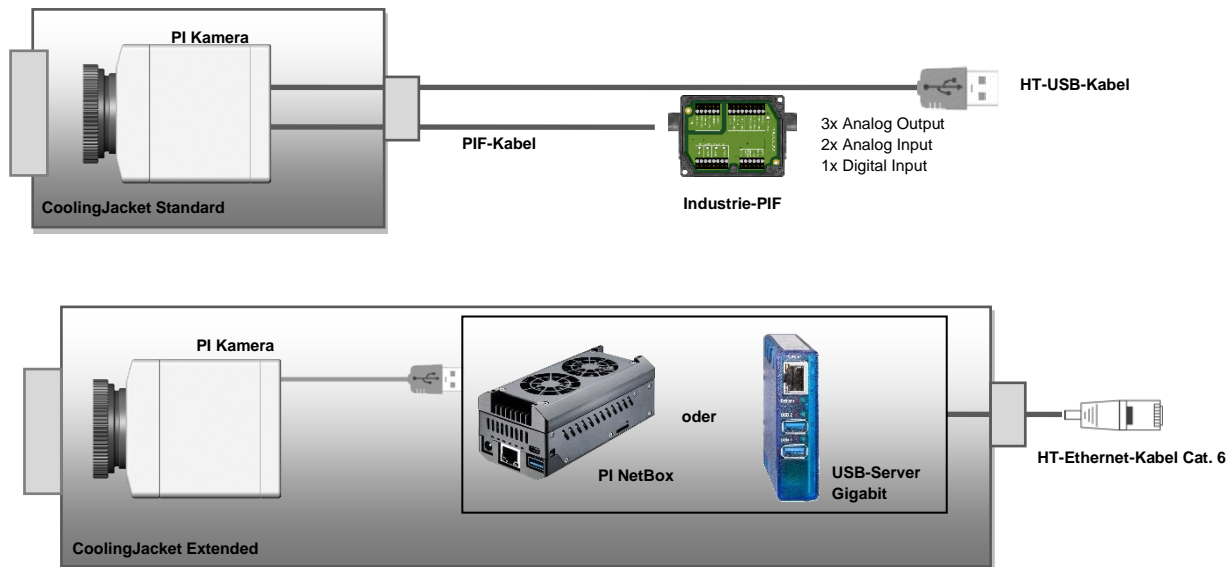 PI Kamera
HT-USB-Kabel
PIF-Kabel
3x Analog Output
2x Analog Input
1x Digital Input
CoolingJacket Standard
Industrie-PIF
PI Kamera
oder
PI NetBox
USB-Server
Gigabit
HT-Ethernet-Kabel Cat. 6
CoolingJacket Extended